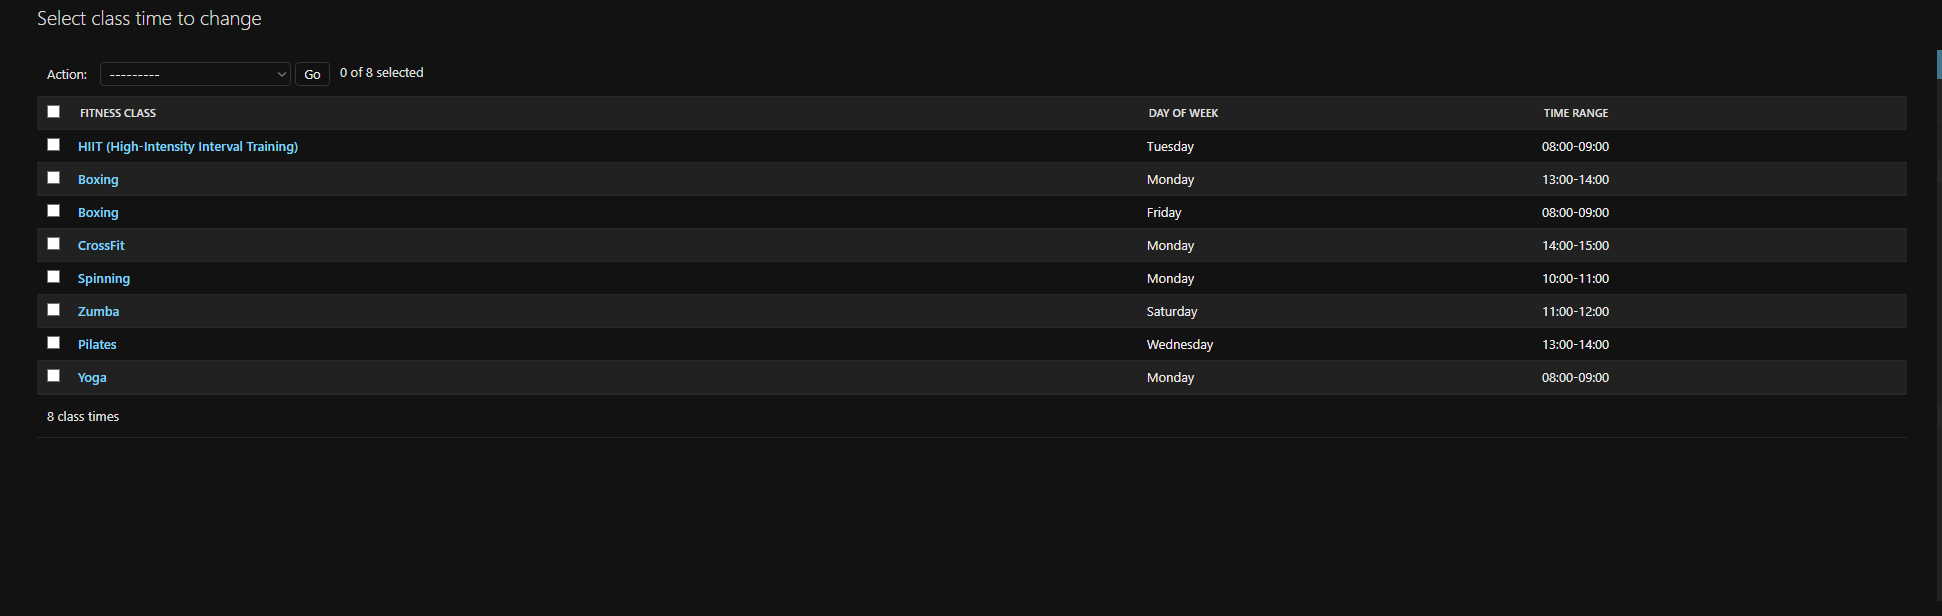 Select class time to change
Action: --------- Go 0 of 8 selected
FITNESS CLASS DAY OF WEEK TIME RANGE
HIIT (High-Intensity Interval Training) Tuesday 08:00-09:00
Boxing Monday 13:00-14:00
Boxing Friday 08:00-09:00
CrossFit Monday 14:00-15:00
Spinning Monday 10:00-11:00
Zumba Saturday 11:00-12:00
Pilates Wednesday 13:00-14:00
Yoga Monday 08:00-09:00
8 class times